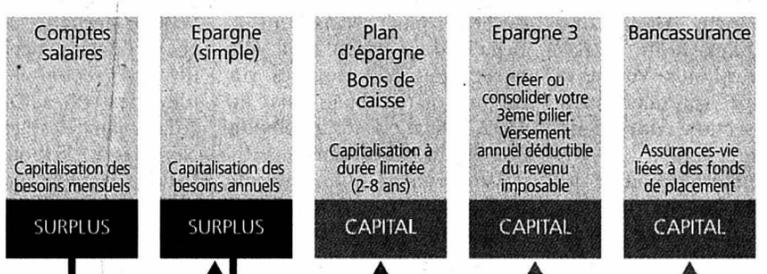 Comptes
salaires
Capitalisation des
besoins mensuels
SURPLUS
Epargne
(simple)
Capitalisation des
besoins annuels
SURPLUS
Plan
d'épargne
Bons de
caisse
Capitalisation à
durée limitée
(2-8 ans)
CAPITAL
Epargne 3
Créer ou
consolider votre
3ème pilier.
Versement
annuel déductible
du revenu
imposable
CAPITAL
Bancassurance
Assurances-vie
liées à des fonds
de placement
CAPITAL